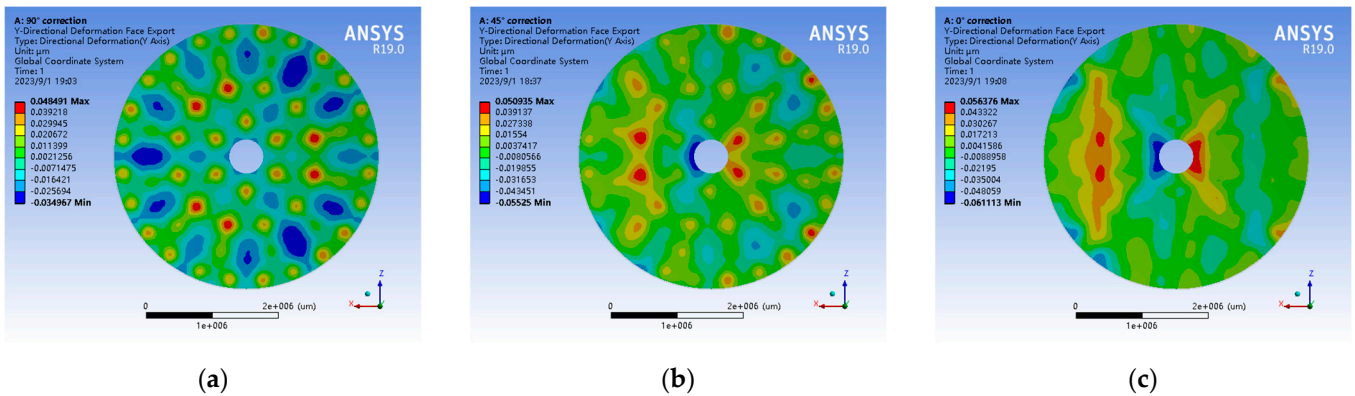 A: 90° correction
Y-Directional Deformation Face Export
Type: Directional Deformation(Y Axis)
Unit: μm
Global Coordinate System
Time: 1
2023/9/1 19:03
0.048491 Max
0.039218
0.029945
0.020672
0.011399
0.0021256
-0.0071475
-0.016421
-0.025694
-0.034967 Min
ANSYS
R19.0
Z
X
0
2e+006 (um)
1e+006
(a)
A: 45° correction
Y-Directional Deformation Face Export
Type: Directional Deformation(Y Axis)
Unit: μm
Global Coordinate System
Time: 1
2023/9/1 18:37
0.050935 Max
0.039137
0.027338
0.01554
0.0037417
-0.0080566
-0.019855
-0.031653
-0.043451
-0.05525 Min
ANSYS
R19.0
Z
X
0
2e+006 (um)
1e+006
(b)
A: 0° correction
Y-Directional Deformation Face Export
Type: Directional Deformation(Y Axis)
Unit: μm
Global Coordinate System
Time: 1
2023/9/1 19:08
0.056376 Max
0.043322
0.030267
0.017213
0.0041586
-0.0088958
-0.02195
-0.035004
-0.048059
-0.061113 Min
ANSYS
R19.0
Z
X
0
2e+006 (um)
1e+006
(c)